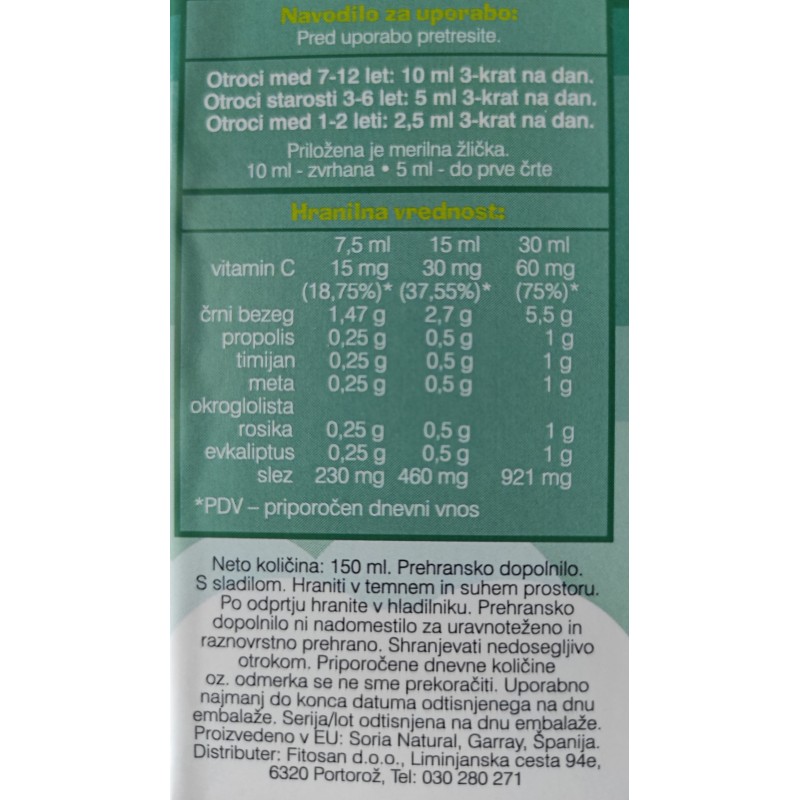 Navodilo za uporabo:
Pred uporabo pretresite.
Otroci med 7-12 let: 10 ml 3-krat na dan.
Otroci starosti 3-6 let: 5 ml 3-krat na dan.
Otroci med 1-2 leti: 2,5 ml 3-krat na dan.
Priložena je merilna žlička.
10 ml - zvrhana • 5 ml - do prve črte
Hranilna vrednost:
7,5 ml 15 ml 30 ml
vitamin C 15 mg 30 mg 60 mg
(18,75%)* (37,55%)* (75%)*
črni bezeg 1,47 g 2,7 g 5,5 g
propolis 0,25 g 0,5 g 1 g
timijan 0,25 g 0,5 g 1 g
meta 0,25 g 0,5 g 1 g
okroglolista
rosika 0,25 g 0,5 g 1 g
evkaliptus 0,25 g 0,5 g 1 g
slez 230 mg 460 mg 921 mg
*PDV – priporočen dnevni vnos
Neto količina: 150 ml. Prehransko dopolnilo.
S sladilom. Hraniti v temnem in suhem prostoru.
Po odprtju hranite v hladilniku. Prehransko
dopolnilo ni nadomestilo za uravnoteženo in
raznovrstno prehrano. Shranjevati nedosegljivo
otrokom. Priporočene dnevne količine
oz. odmerka se ne sme prekoračiti. Uporabno
najmanj do konca datuma odtisnjenega na dnu
embalaže. Serija/lot odtisnjena na dnu embalaže.
Proizvedeno v EU: Soria Natural, Garray, Španija.
Distributer: Fitosan d.o.o., Liminjanska cesta 94e,
6320 Portorož, Tel: 030 280 271